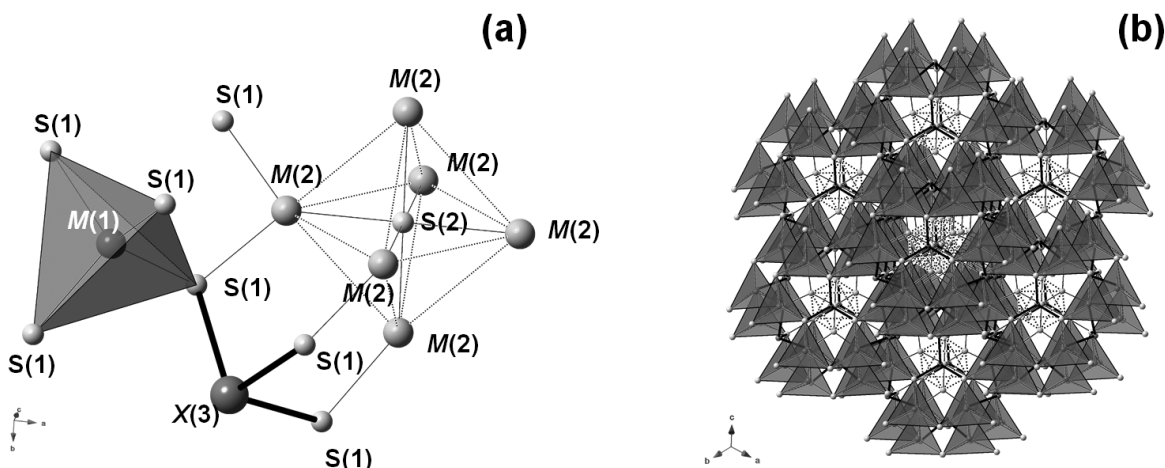 (a)
(b)
M(2)
S(1)
S(1)
M(2)
S(1)
M(2)
M(1)
S(2)
M(2)
S(1)
M(2)
S(1)
S(1)
M(2)
X(3)
S(1)
c
a
b
c
b
a